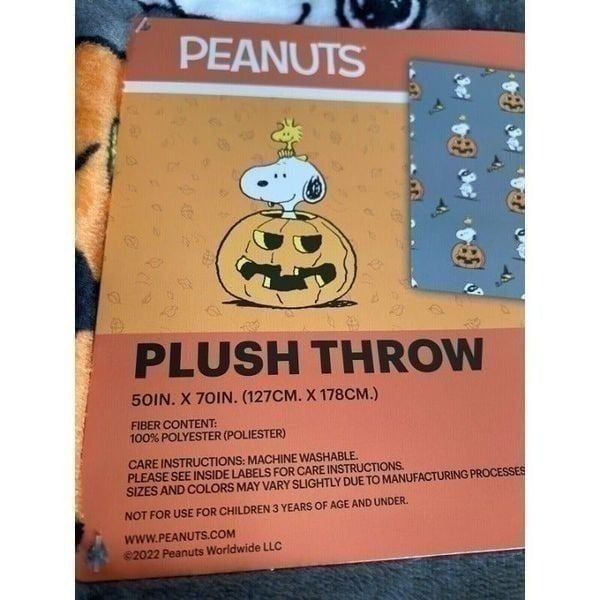 PEANUTS
PLUSH THROW
50IN. X 70IN. (127CM. X 178CM.)
FIBER CONTENT:
100% POLYESTER (POLIESTER)
CARE INSTRUCTIONS: MACHINE WASHABLE.
PLEASE SEE INSIDE LABELS FOR CARE INSTRUCTIONS.
SIZES AND COLORS MAY VARY SLIGHTLY DUE TO MANUFACTURING PROCESSES
NOT FOR USE FOR CHILDREN 3 YEARS OF AGE AND UNDER.
WWW.PEANUTS.COM
©2022 Peanuts Worldwide LLC